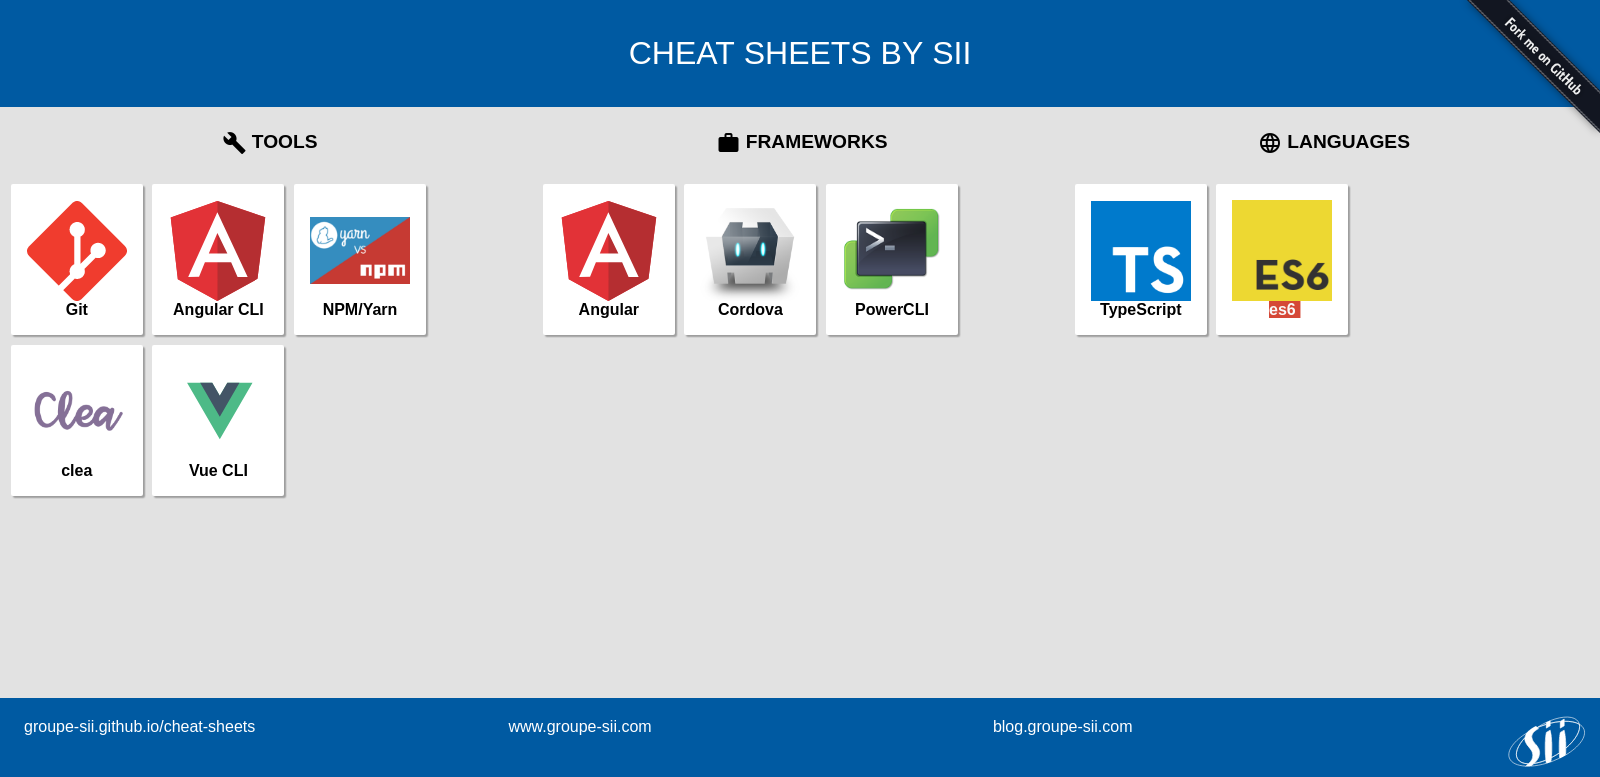 CHEAT SHEETS BY SII
Fork me on GitHub
TOOLS
FRAMEWORKS
LANGUAGES
yarn
VS
npm
>_
TS
ES6
Git
Angular CLI
NPM/Yarn
Angular
Cordova
PowerCLI
TypeScript
es6
Clea
clea
Vue CLI
groupe-sii.github.io/cheat-sheets
www.groupe-sii.com
blog.groupe-sii.com
sii